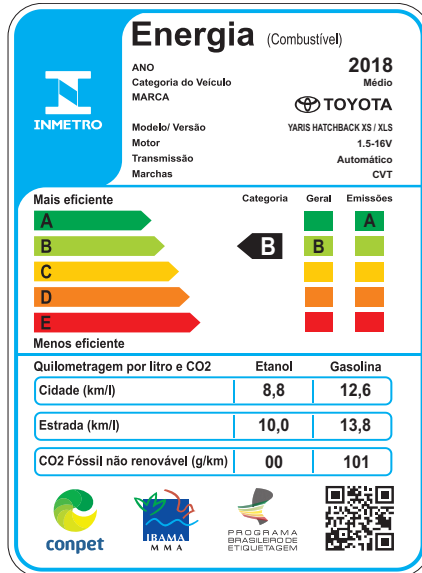 Energia (Combustível)
ANO 2018
Categoria do Veículo Médio
MARCA TOYOTA
INMETRO
Modelo/ Versão YARIS HATCHBACK XS / XLS
Motor 1.5-16V
Transmissão Automático
Marchas CVT
Mais eficiente Categoria Geral Emissões
A A
B B B
C
D
E
Menos eficiente
Quilometragem por litro e CO2 Etanol Gasolina
Cidade (km/l) 8,8 12,6
Estrada (km/l) 10,0 13,8
CO2 Fóssil não renovável (g/km) 00 101
conpet
IBAMA
M M A
PROGRAMA
BRASILEIRO DE
ETIQUETAGEM